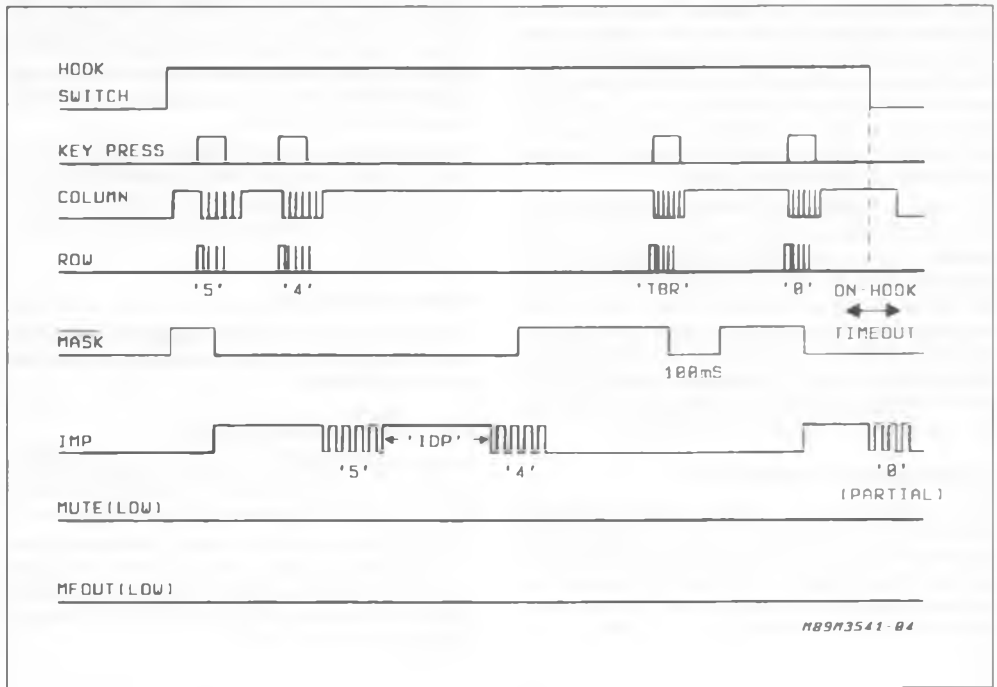 HOOK
SWITCH
KEY PRESS
COLUMN
ROW
'5' '4' 'TBR' '0' ON-HOOK
TIMEOUT
MASK
100mS
IMP
'IDP'
'5' '4' '0'
(PARTIAL)
MUTE(LOW)
MFOUT(LOW)
M89M3541-04